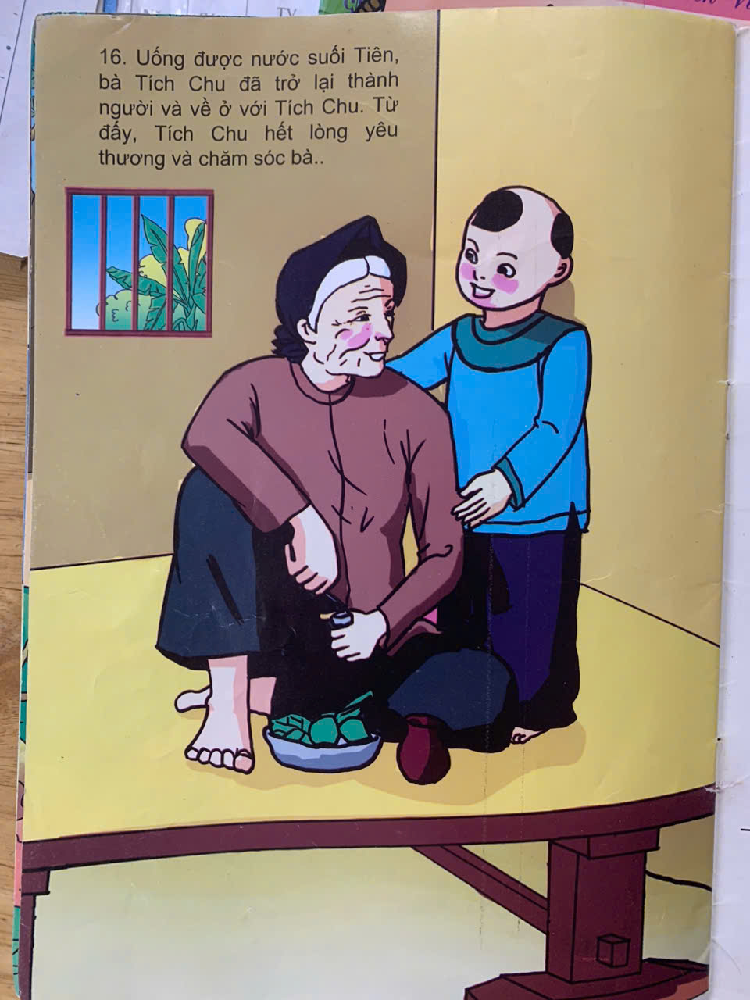 16. Uống được nước suối Tiên,
bà Tích Chu đã trở lại thành
người và về ở với Tích Chu. Từ
đấy, Tích Chu hết lòng yêu
thương và chăm sóc bà..